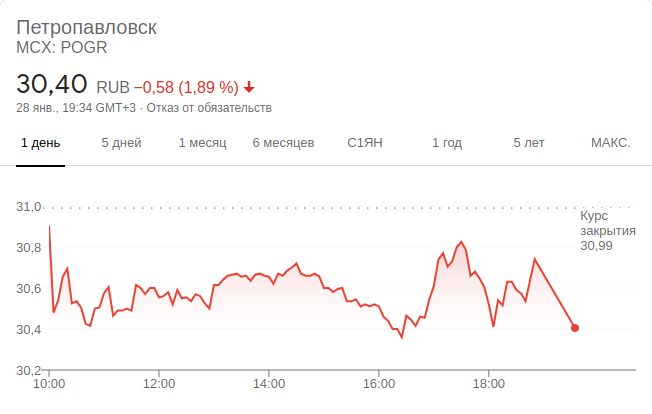 Петропавловск
MCX: POGR
30,40 RUB −0,58 (1,89 %)
28 янв., 19:34 GMT+3 · Отказ от обязательств
1 день 5 дней 1 месяц 6 месяцев С1ЯН 1 год 5 лет МАКС.
31,0
Курс
закрытия
30,99
30,8
30,6
30,4
30,2
10:00 12:00 14:00 16:00 18:00